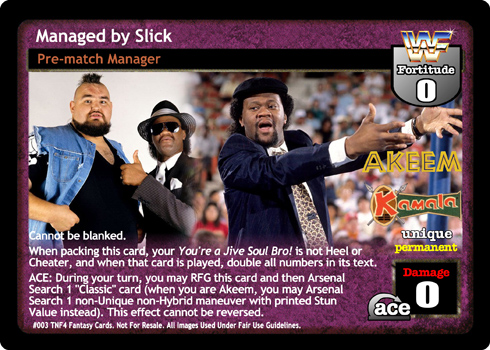 Managed by Slick
Pre-match Manager
WF
Fortitude
0
AKEEM
Kamala
unique
permanent
Cannot be blanked.
When packing this card, your You're a Jive Soul Bro! is not Heel or
Cheater, and when that card is played, double all numbers in its text.
ACE: During your turn, you may RFG this card and then Arsenal
Search 1 "Classic" card (when you are Akeem, you may Arsenal
Search 1 non-Unique non-Hybrid maneuver with printed Stun
Value instead). This effect cannot be reversed.
Damage
0
ace
#003 TNF4 Fantasy Cards. Not For Resale. All Images Used Under Fair Use Guidelines.